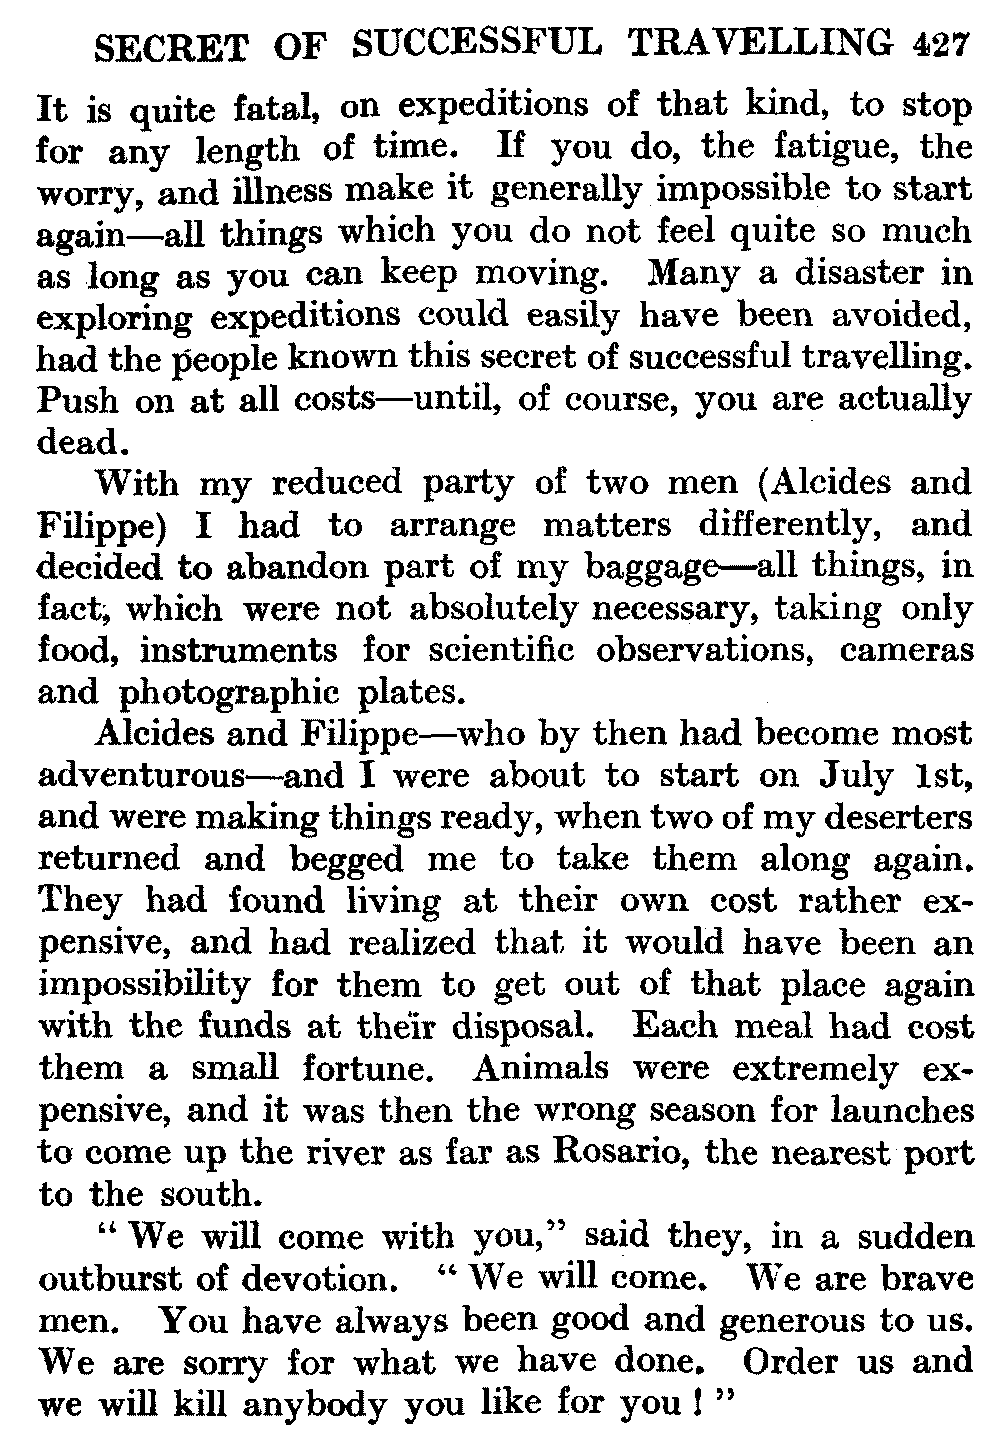 SECRET OF SUCCESSFUL TRAVELLING 427
It is quite fatal, on expeditions of that kind, to stop
for any length of time. If you do, the fatigue, the
worry, and illness make it generally impossible to start
again—all things which you do not feel quite so much
as long as you can keep moving. Many a disaster in
exploring expeditions could easily have been avoided,
had the people known this secret of successful travelling.
Push on at all costs—until, of course, you are actually
dead.
With my reduced party of two men (Alcides and
Filippe) I had to arrange matters differently, and
decided to abandon part of my baggage—all things, in
fact, which were not absolutely necessary, taking only
food, instruments for scientific observations, cameras
and photographic plates.
Alcides and Filippe—who by then had become most
adventurous—and I were about to start on July 1st,
and were making things ready, when two of my deserters
returned and begged me to take them along again.
They had found living at their own cost rather ex-
pensive, and had realized that it would have been an
impossibility for them to get out of that place again
with the funds at their disposal. Each meal had cost
them a small fortune. Animals were extremely ex-
pensive, and it was then the wrong season for launches
to come up the river as far as Rosario, the nearest port
to the south.
" We will come with you," said they, in a sudden
outburst of devotion. " We will come. We are brave
men. You have always been good and generous to us.
We are sorry for what we have done. Order us and
we will kill anybody you like for you ! "